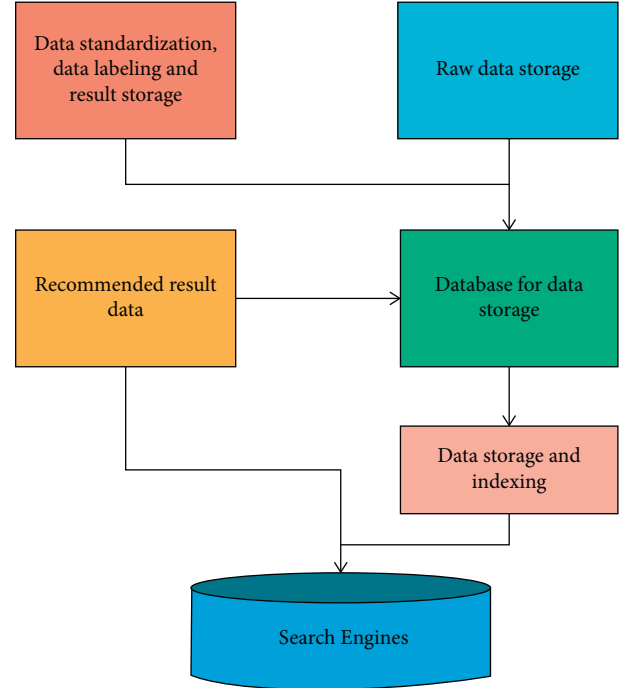 Data standardization,
data labeling and
result storage
Raw data storage
Recommended result
data
Database for data
storage
Data storage and
indexing
Search Engines